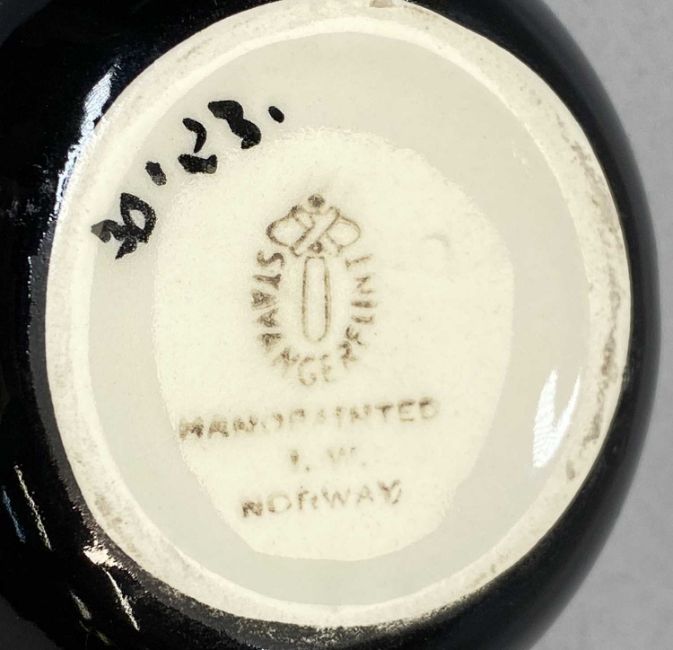 30.23.
STAVANGERFLINT
HANDPAINTED
I. W.
NORWAY